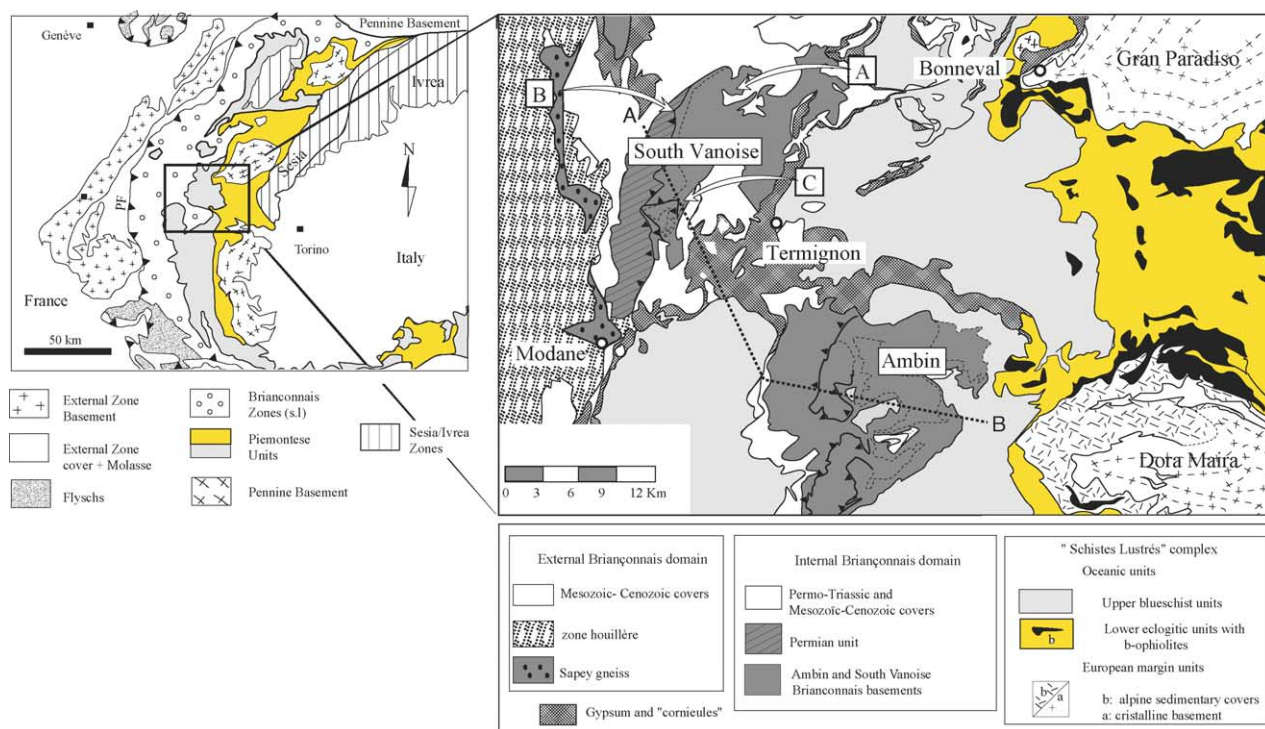 Genève
Pennine Basement
Ivrea
Sesia
PF
N
Torino
Italy
France
50 km
External Zone
Basement
External Zone
cover + Molasse
Flyschs
Brianconnais
Zones (s.l)
Piemontese
Units
Pennine Basement
Sesia/Ivrea
Zones
B
A
A
Bonneval
Gran Paradiso
South Vanoise
C
Termignon
Modane
Ambin
B
Dora Maira
0 3 6 9 12 Km
External Briançonnais domain
Mesozoic- Cenozoic covers
zone houillère
Sapey gneiss
Gypsum and "cornieules"
Internal Briançonnais domain
Permo-Triassic and
Mesozoïc-Cenozoic covers
Permian unit
Ambin and South Vanoise
Brianconnais basements
" Schistes Lustrés" complex
Oceanic units
Upper blueschist units
b
Lower eclogitic units with
b-ophiolites
European margin units
b
a
b: alpine sedimentary covers
a: cristalline basement